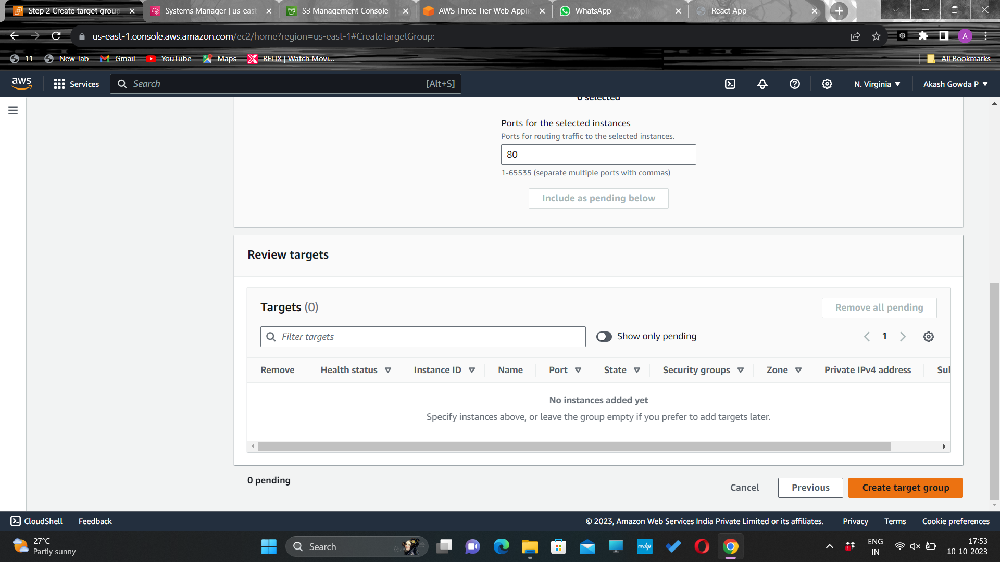 Step 2 Create target group
Systems Manager | us-east
S3 Management Console
AWS Three Tier Web Applic
WhatsApp
React App
us-east-1.console.aws.amazon.com/ec2/home?region=us-east-1#CreateTargetGroup:
A
11
New Tab
Gmail
YouTube
Maps
BFLIX | Watch Movi...
All Bookmarks
aws
Services
Search
[Alt+S]
N. Virginia
Akash Gowda P
0 selected
Ports for the selected instances
Ports for routing traffic to the selected instances.
80
1-65535 (separate multiple ports with commas)
Include as pending below
Review targets
Targets (0)
Remove all pending
Filter targets
Show only pending
1
Remove
Health status
Instance ID
Name
Port
State
Security groups
Zone
Private IPv4 address
Sul
No instances added yet
Specify instances above, or leave the group empty if you prefer to add targets later.
0 pending
Cancel
Previous
Create target group
CloudShell
Feedback
© 2023, Amazon Web Services India Private Limited or its affiliates.
Privacy
Terms
Cookie preferences
27°C
Partly sunny
Search
myhp
1
ENG
IN
17:53
10-10-2023